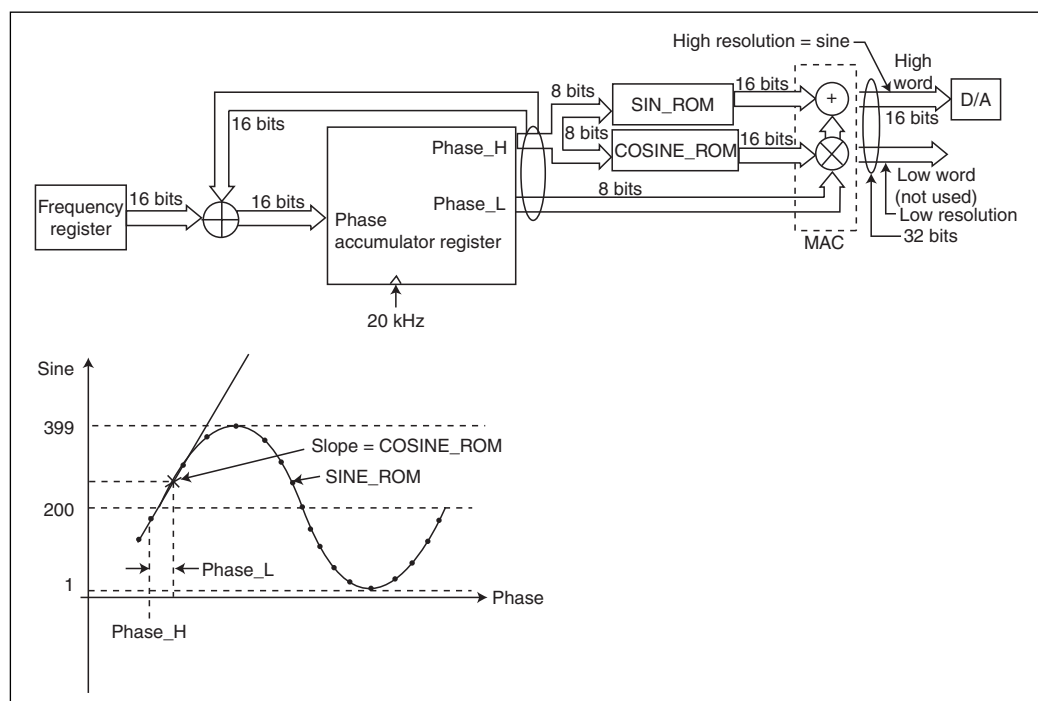 High resolution = sine
High
word
8 bits
16 bits
SIN_ROM
+
D/A
16 bits
16 bits
Phase_H
8 bits
COSINE_ROM
16 bits
Frequency
register
16 bits
16 bits
Phase
accumulator register
Phase_L
8 bits
Low word
(not used)
Low resolution
MAC
32 bits
20 kHz
Sine
399
Slope = COSINE_ROM
SINE_ROM
200
Phase_L
1
Phase
Phase_H